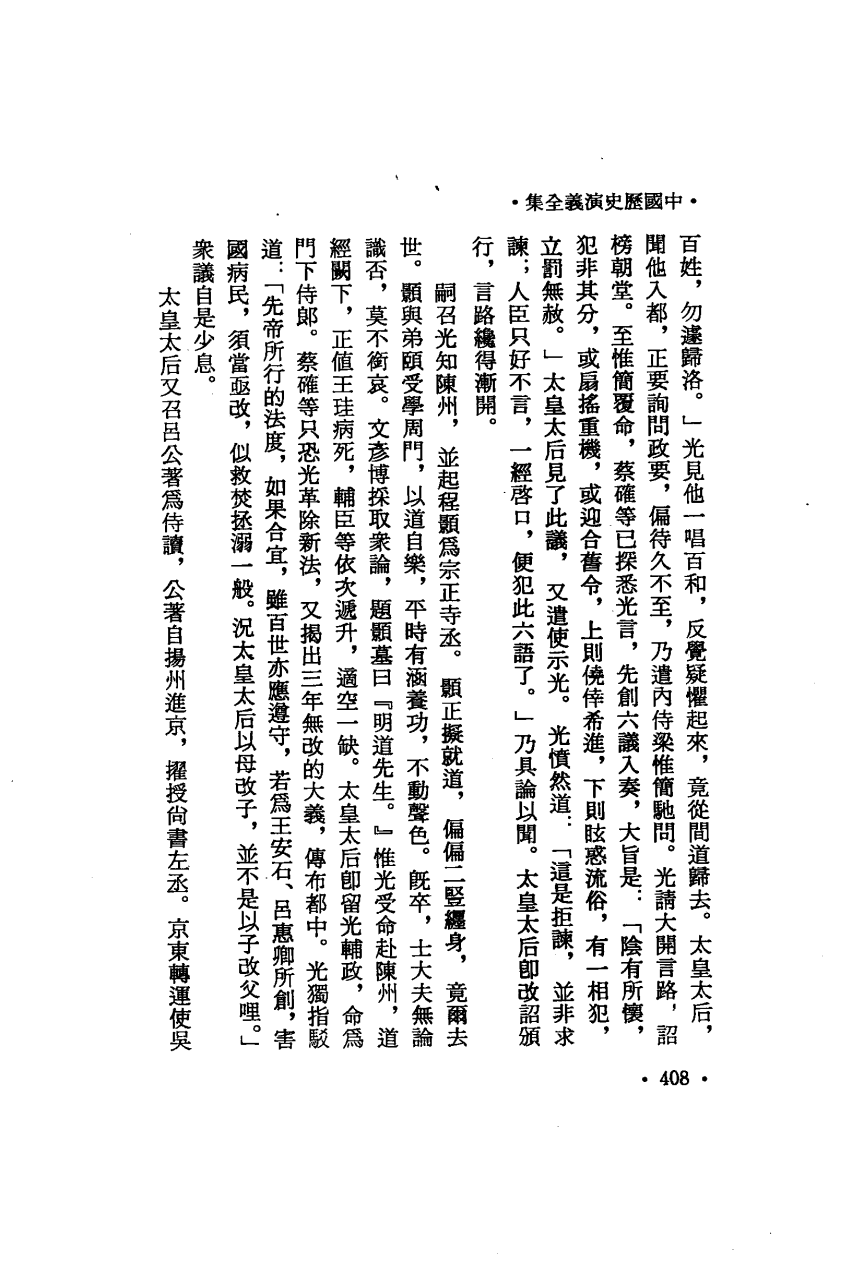 •中國歷史演義全集•
百姓，勿遽歸洛。」光見他一唱百和，反覺疑懼起來，竟從間道歸去。太皇太后，
聞他入都，正要詢問政要，偏待久不至，乃遣內侍梁惟簡馳問。光請大開言路，詔
榜朝堂。至惟簡覆命，蔡確等已探悉光言，先創六議入奏，大旨是：「陰有所懷，
犯非其分，或扇搖重機，或迎合舊令，上則僥倖希進，下則眩惑流俗，有一相犯，
立罰無赦。」太皇太后見了此議，又遣使示光。光憤然道：「這是拒諫，並非求
諫；人臣只好不言，一經啓口，便犯此六語了。」乃具論以聞。太皇太后卽改詔頒
行，言路纔得漸開。
嗣召光知陳州，並起程顥爲宗正寺丞。顥正擬就道，偏偏二豎纏身，竟爾去
世。顥與弟頤受學周門，以道自樂，平時有涵養功，不動聲色。旣卒，士大夫無論
識否，莫不銜哀。文彥博採取衆論，題顥墓曰『明道先生。』惟光受命赴陳州，道
經闕下，正值王珪病死，輔臣等依次遞升，適空一缺。太皇太后卽留光輔政，命爲
門下侍郞。蔡確等只恐光革除新法，又揭出三年無改的大義，傳布都中。光獨指駁
道：「先帝所行的法度，如果合宜，雖百世亦應遵守，若爲王安石、呂惠卿所創，害
國病民，須當亟改，似救焚拯溺一般。況太皇太后以母改子，並不是以子改父哩。」
衆議自是少息。
太皇太后又召呂公著爲侍讀，公著自揚州進京，擢授尙書左丞。京東轉運使吳
•408•